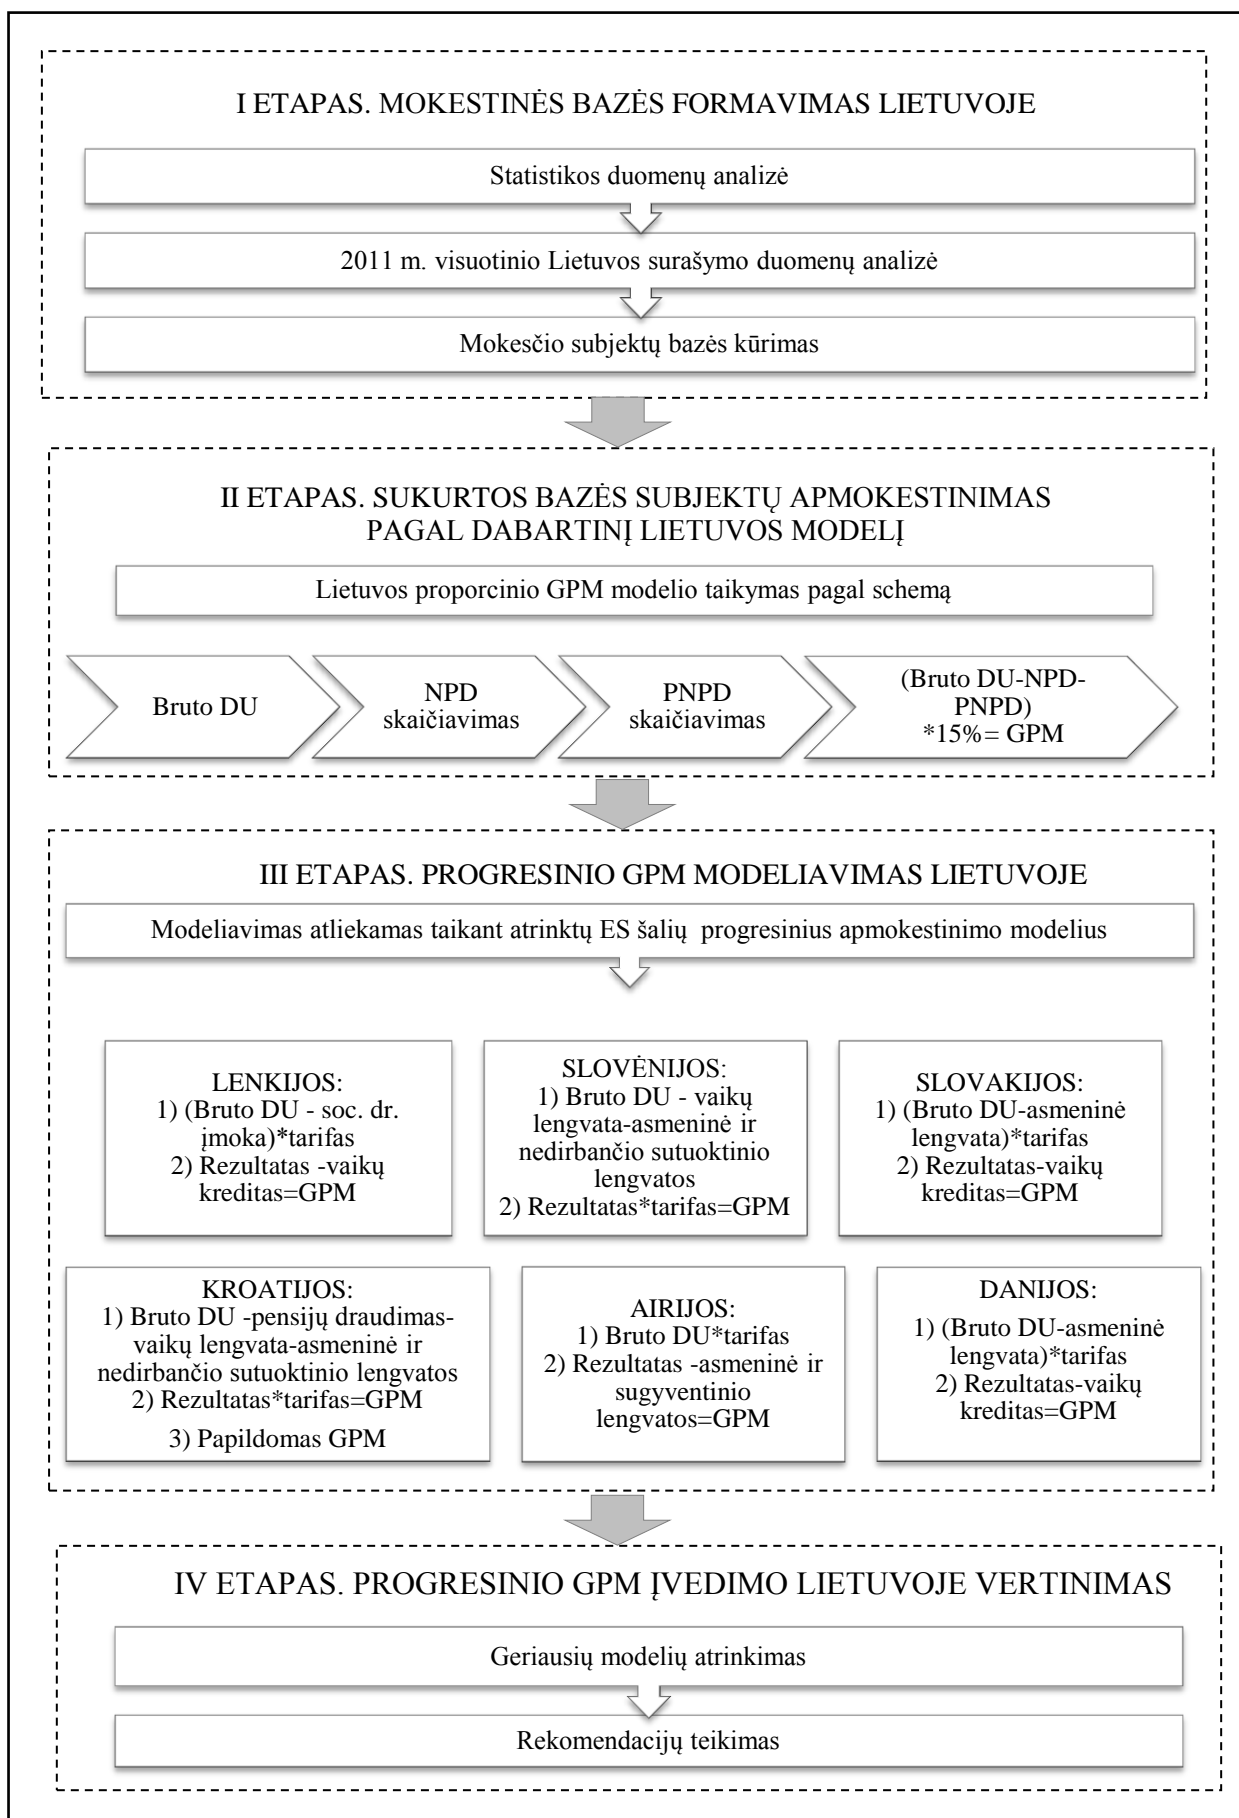 I ETAPAS. MOKESTINĖS BAZĖS FORMAVIMAS LIETUVOJE
Statistikos duomenų analizė
2011 m. visuotinio Lietuvos surašymo duomenų analizė
Mokesčio subjektų bazės kūrimas
II ETAPAS. SUKURTOS BAZĖS SUBJEKTŲ APMOKESTINIMAS
PAGAL DABARTINĮ LIETUVOS MODELĮ
Lietuvos proporcinio GPM modelio taikymas pagal schemą
Bruto DU
NPD
skaičiavimas
PNPD
skaičiavimas
(Bruto DU-NPD-
PNPD)
*15%= GPM
III ETAPAS. PROGRESINIO GPM MODELIAVIMAS LIETUVOJE
Modeliavimas atliekamas taikant atrinktų ES šalių progresinius apmokestinimo modelius
LENKIJOS:
1) (Bruto DU - soc. dr.
įmoka)*tarifas
2) Rezultatas -vaikų
kreditas=GPM
SLOVĖNIJOS:
1) Bruto DU - vaikų
lengvata-asmeninė ir
nedirbančio sutuoktinio
lengvatos
2) Rezultatas*tarifas=GPM
SLOVAKIJOS:
1) (Bruto DU-asmeninė
lengvata)*tarifas
2) Rezultatas-vaikų
kreditas=GPM
KROATIJOS:
1) Bruto DU -pensijų draudimas-
vaikų lengvata-asmeninė ir
nedirbančio sutuoktinio lengvatos
2) Rezultatas*tarifas=GPM
3) Papildomas GPM
AIRIJOS:
1) Bruto DU*tarifas
2) Rezultatas -asmeninė ir
sugyventinio
lengvatos=GPM
DANIJOS:
1) (Bruto DU-asmeninė
lengvata)*tarifas
2) Rezultatas-vaikų
kreditas=GPM
IV ETAPAS. PROGRESINIO GPM ĮVEDIMO LIETUVOJE VERTINIMAS
Geriausių modelių atrinkimas
Rekomendacijų teikimas